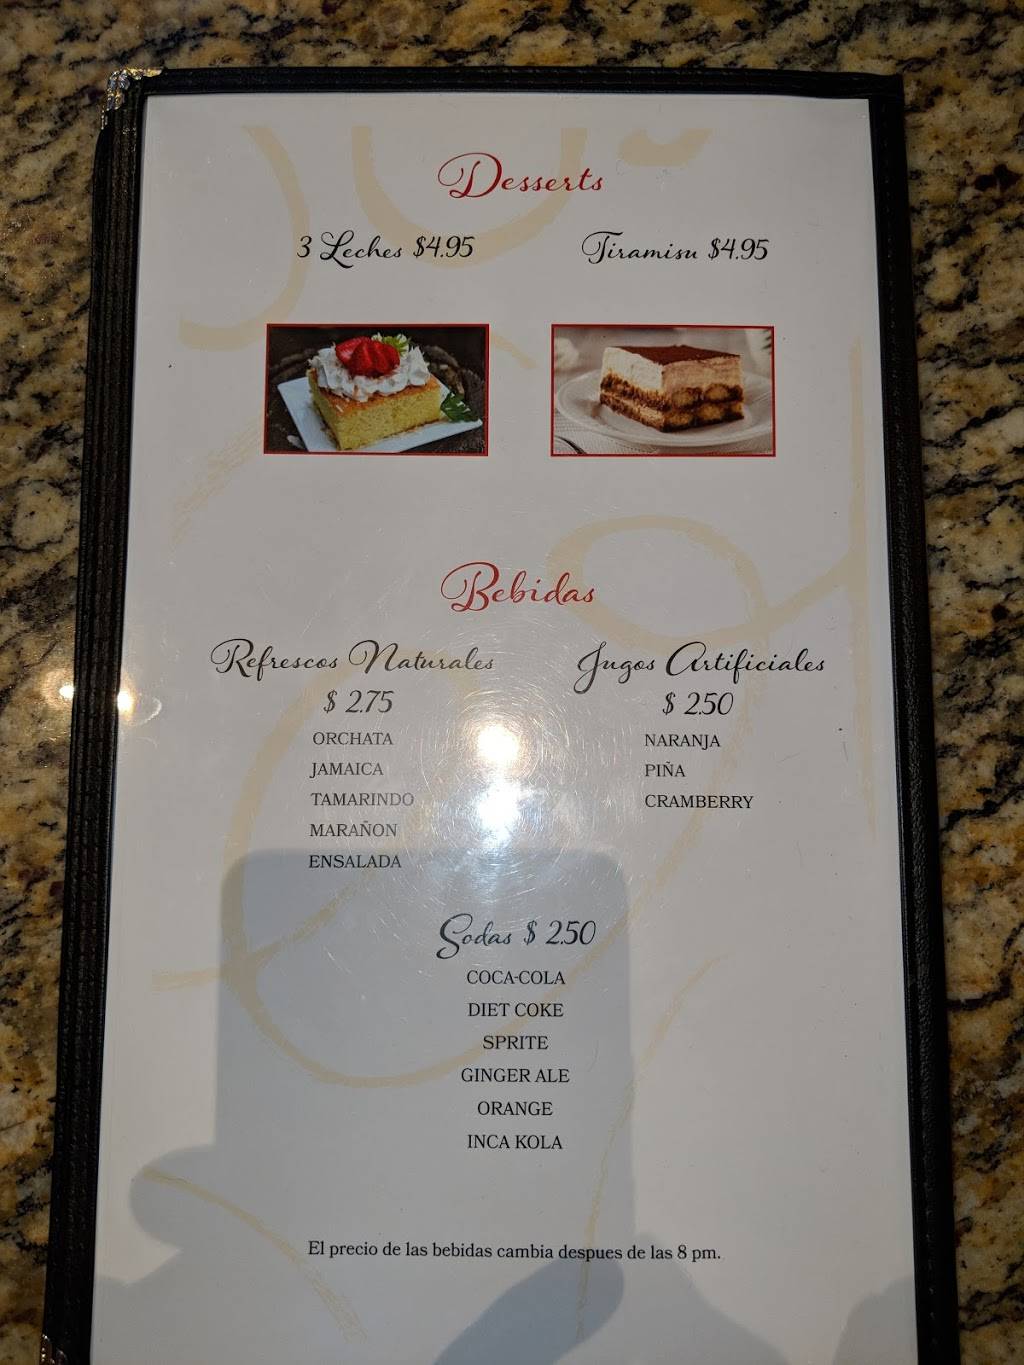 Desserts
3 Leches $4.95
Tiramisu $4.95
Bebidas
Refrescos Naturales
$ 2.75
ORCHATA
JAMAICA
TAMARINDO
MARAÑON
ENSALADA
Jugos Artificiales
$ 2.50
NARANJA
PIÑA
CRAMBERRY
Sodas $ 2.50
COCA-COLA
DIET COKE
SPRITE
GINGER ALE
ORANGE
INCA KOLA
El precio de las bebidas cambia despues de las 8 pm.